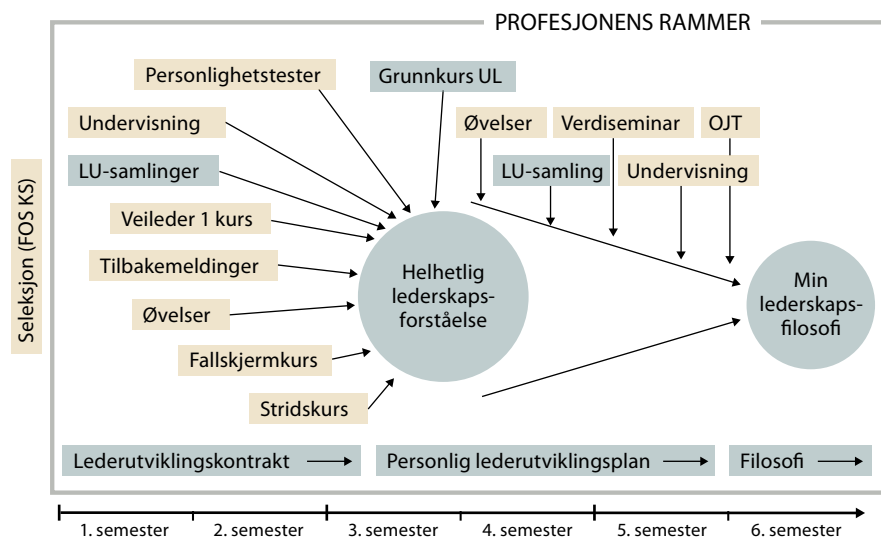 PROFESJONENS RAMMER
Seleksjon (FOS KS)
Personlighetstester
Grunnkurs UL
Undervisning
LU-samlinger
Veileder 1 kurs
Tilbakemeldinger
Øvelser
Fallskjermkurs
Stridskurs
Helhetlig
lederskaps-
forståelse
Øvelser
Verdiseminar
OJT
LU-samling
Undervisning
Min
lederskaps-
filosofi
Lederutviklingskontrakt
Personlig lederutviklingsplan
Filosofi
1. semester
2. semester
3. semester
4. semester
5. semester
6. semester